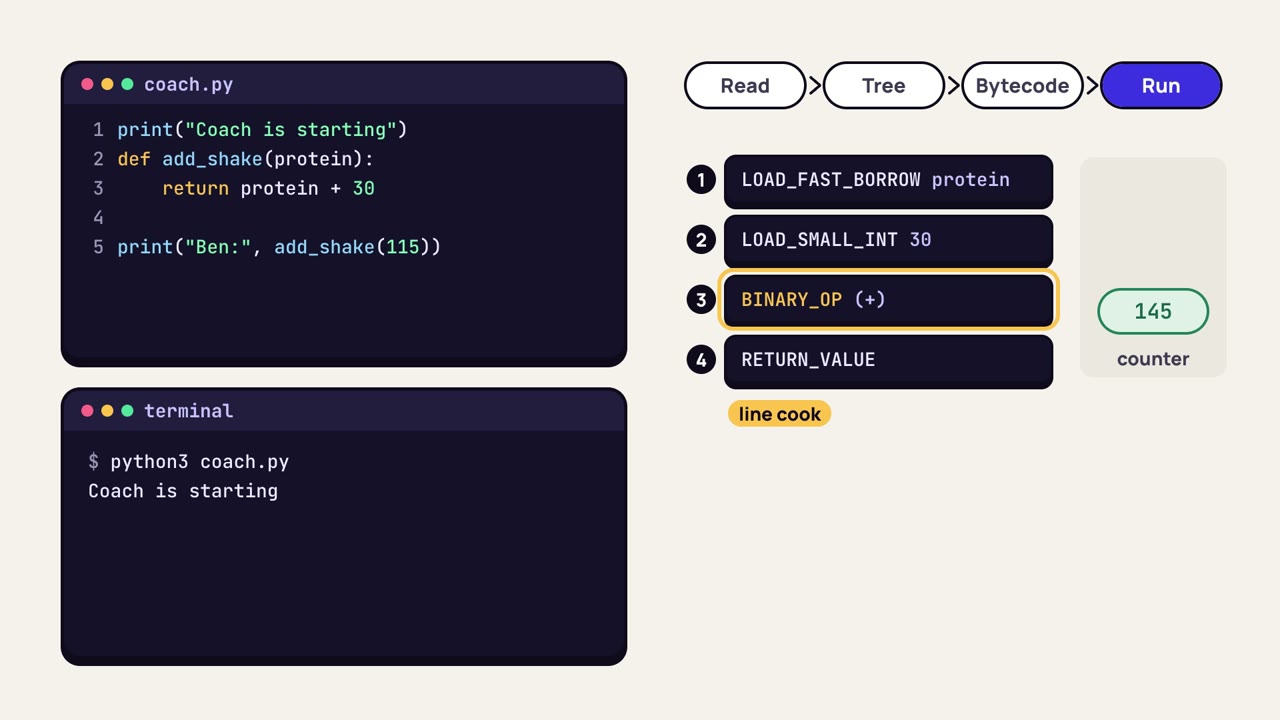 coach.py
1 print("Coach is starting")
2 def add_shake(protein):
3     return protein + 30
4
5 print("Ben:", add_shake(115))
terminal
$ python3 coach.py
Coach is starting
Read > Tree > Bytecode > Run
1 LOAD_FAST_BORROW protein
2 LOAD_SMALL_INT 30
3 BINARY_OP (+)
4 RETURN_VALUE
line cook
145
counter